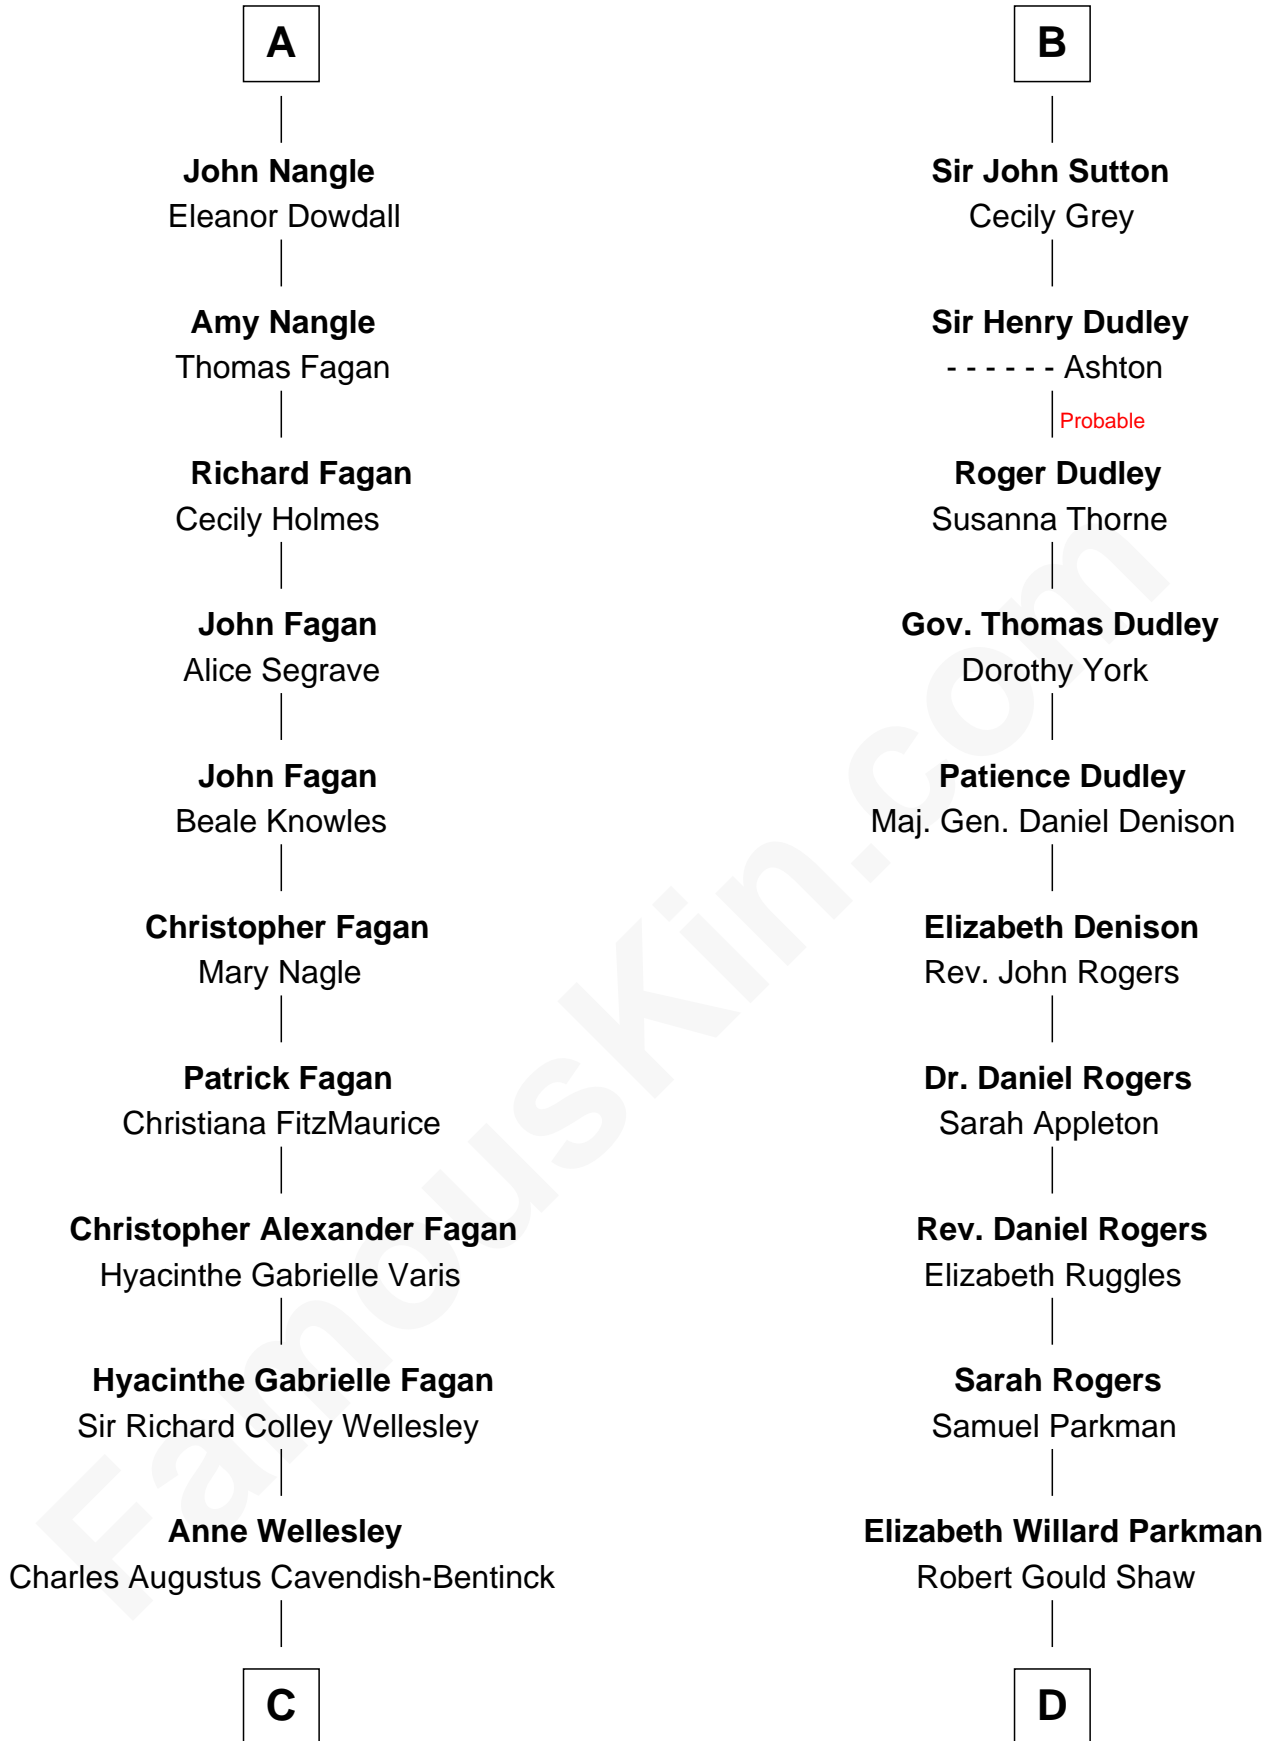 A
John Nangle
Eleanor Dowdall
Amy Nangle
Thomas Fagan
Richard Fagan
Cecily Holmes
John Fagan
Alice Segrave
John Fagan
Beale Knowles
Christopher Fagan
Mary Nagle
Patrick Fagan
Christiana FitzMaurice
Christopher Alexander Fagan
Hyacinthe Gabrielle Varis
Hyacinthe Gabrielle Fagan
Sir Richard Colley Wellesley
Anne Wellesley
Charles Augustus Cavendish-Bentinck
C
B
Sir John Sutton
Cecily Grey
Sir Henry Dudley
- - - - - - Ashton
Probable
Roger Dudley
Susanna Thorne
Gov. Thomas Dudley
Dorothy York
Patience Dudley
Maj. Gen. Daniel Denison
Elizabeth Denison
Rev. John Rogers
Dr. Daniel Rogers
Sarah Appleton
Rev. Daniel Rogers
Elizabeth Ruggles
Sarah Rogers
Samuel Parkman
Elizabeth Willard Parkman
Robert Gould Shaw
D
FamousKin.com